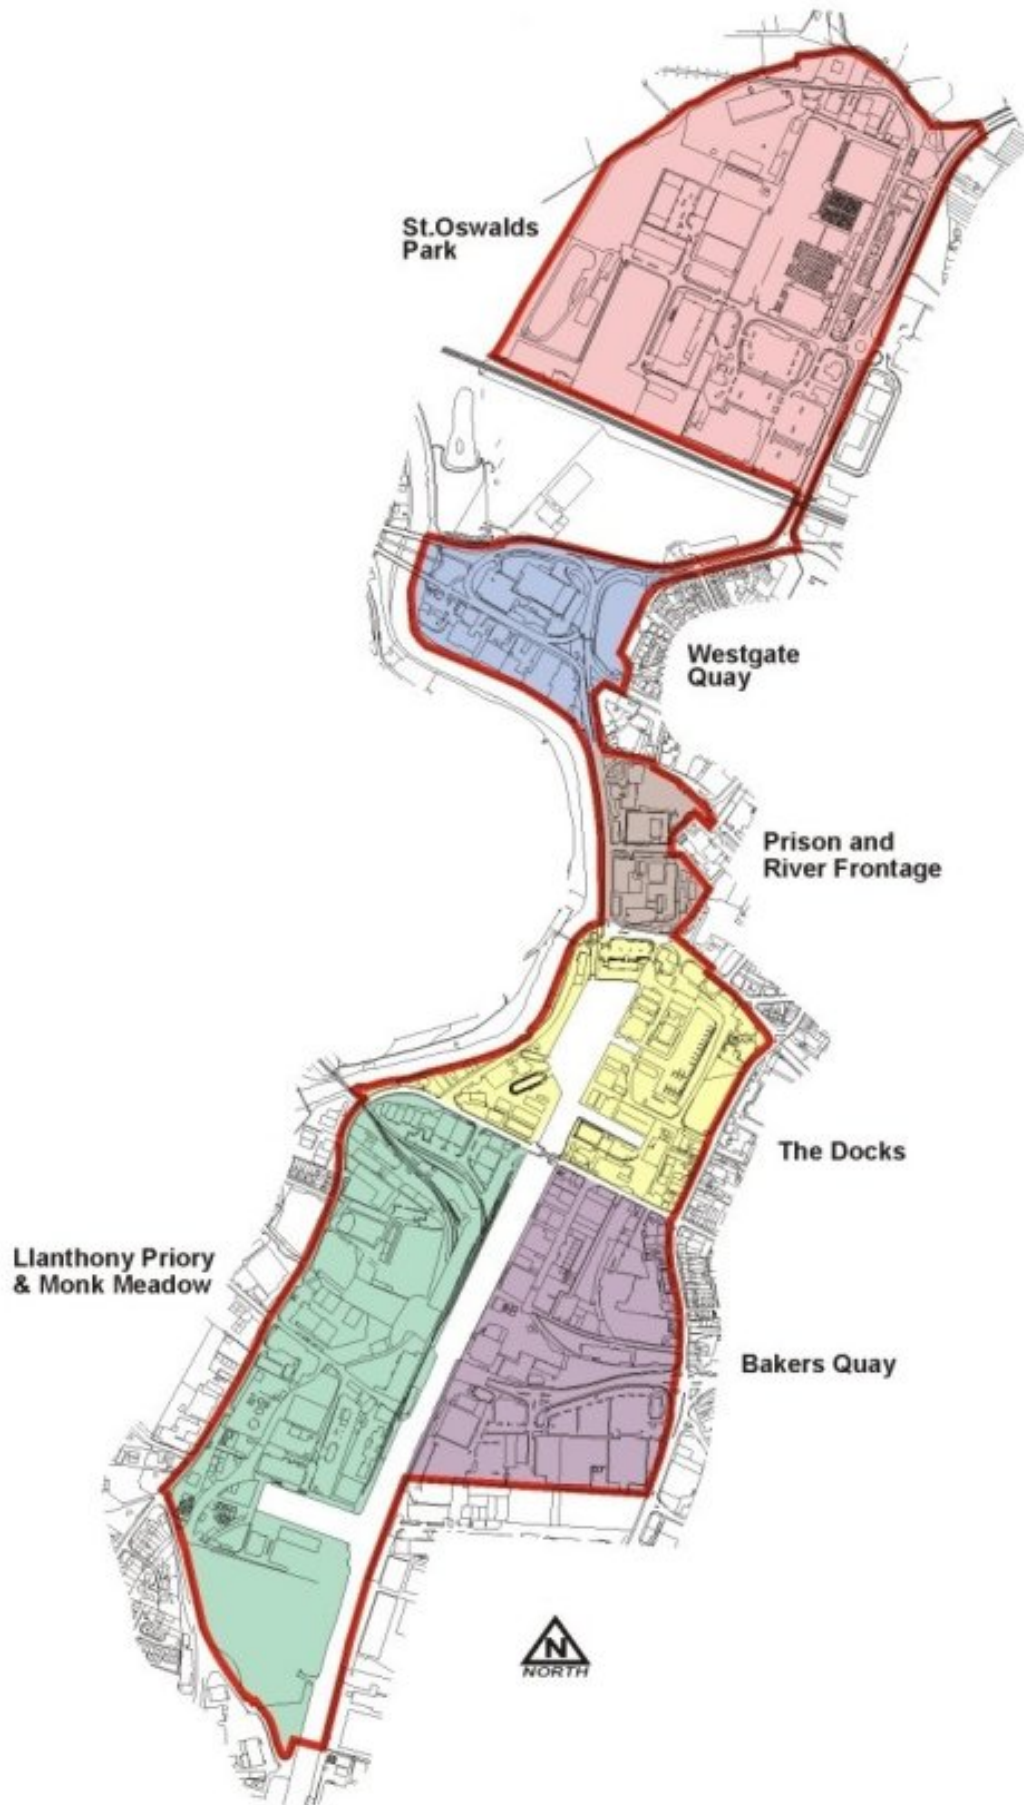 St.Oswalds
Park
Westgate
Quay
Prison and
River Frontage
The Docks
Llanthony Priory
& Monk Meadow
Bakers Quay
N
NORTH